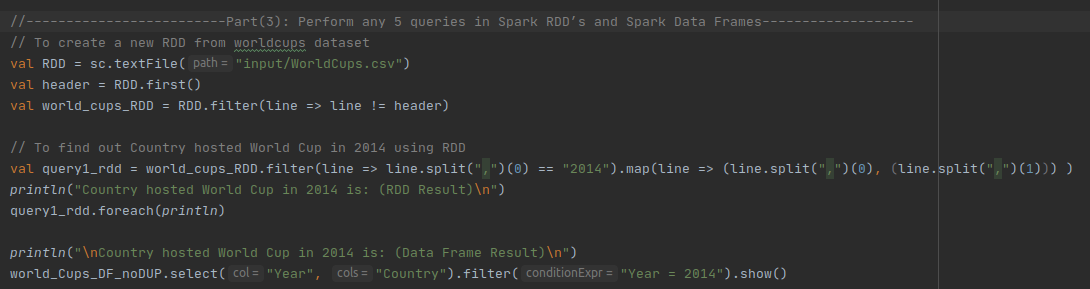 //-------------------------Part(3): Perform any 5 queries in Spark RDD’s and Spark Data Frames-------------------
// To create a new RDD from worldcups dataset
val RDD = sc.textFile( path = "input/WorldCups.csv")
val header = RDD.first()
val world_cups_RDD = RDD.filter(line => line != header)
// To find out Country hosted World Cup in 2014 using RDD
val query1_rdd = world_cups_RDD.filter(line => line.split(",")(0) == "2014").map(line => (line.split(",")(0), (line.split(",")(1))) )
println("Country hosted World Cup in 2014 is: (RDD Result)\n")
query1_rdd.foreach(println)
println("\nCountry hosted World Cup in 2014 is: (Data Frame Result)\n")
world_Cups_DF_noDUP.select( col = "Year", cols = "Country").filter( conditionExpr = "Year = 2014").show()